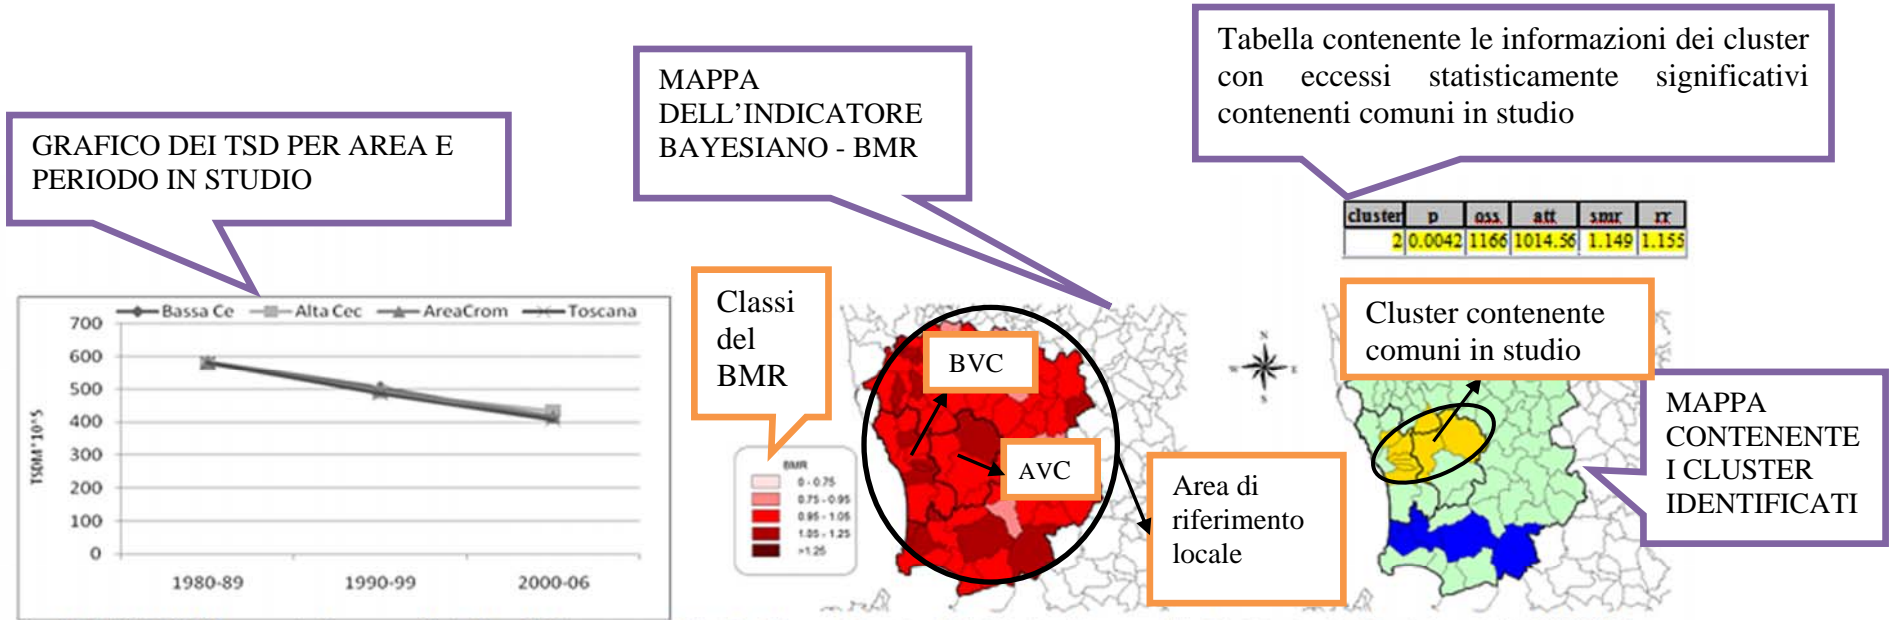 Tabella contenente le informazioni dei cluster
con eccessi statisticamente significativi
contenenti comuni in studio
MAPPA
DELL’INDICATORE
BAYESIANO - BMR
GRAFICO DEI TSD PER AREA E
PERIODO IN STUDIO
cluster p oss att smr rr
2 0.0042 1166 1014.56 1.149 1.155
Bassa Ce Alta Cec AreaCrom Toscana
TSDM*10^5
700
600
500
400
300
200
100
0
1980-89 1990-99 2000-06
Classi
del
BMR
BMR
0 - 0.75
0.75 - 0.95
0.95 - 1.05
1.05 - 1.25
>1.25
BVC
AVC
Area di
riferimento
locale
N
W E
S
Cluster contenente
comuni in studio
MAPPA
CONTENENTE
I CLUSTER
IDENTIFICATI